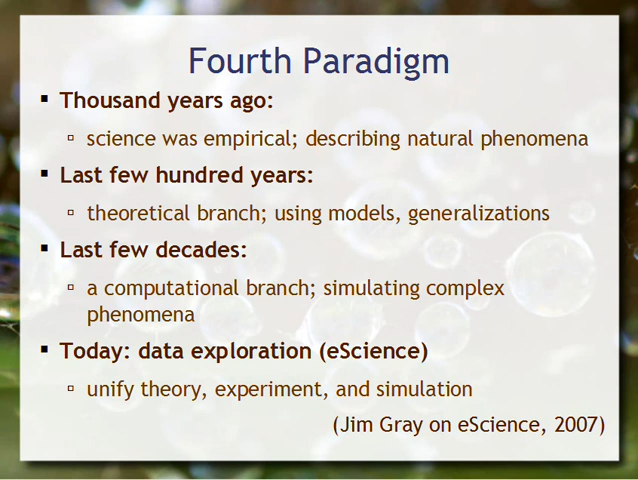 Fourth Paradigm
▪ Thousand years ago:
▫ science was empirical; describing natural phenomena
▪ Last few hundred years:
▫ theoretical branch; using models, generalizations
▪ Last few decades:
▫ a computational branch; simulating complex
phenomena
▪ Today: data exploration (eScience)
▫ unify theory, experiment, and simulation
(Jim Gray on eScience, 2007)